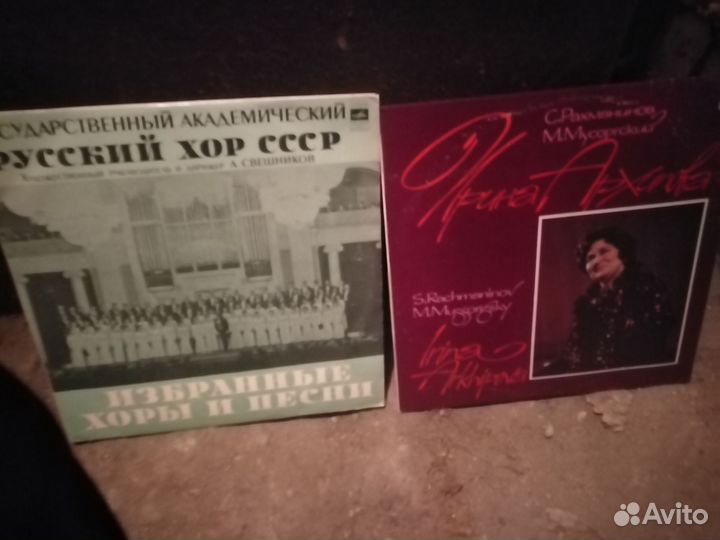 ОСУДАРСТВЕННЫЙ АКАДЕМИЧЕСКИЙ
РУССКИЙ ХОР СССР
ХУДОЖЕСТВЕННЫЙ РУКОВОДИТЕЛЬ И ДИРИЖЕР А. СВЕШНИКОВ
ИЗБРАННЫЕ
ХОРЫ И ПЕСНИ
С.Рахманинов
М.Мусоргский
Ирина Архипова
S.Rachmaninov
M.Mussorgsky
Irina
Arkhipova
Avito